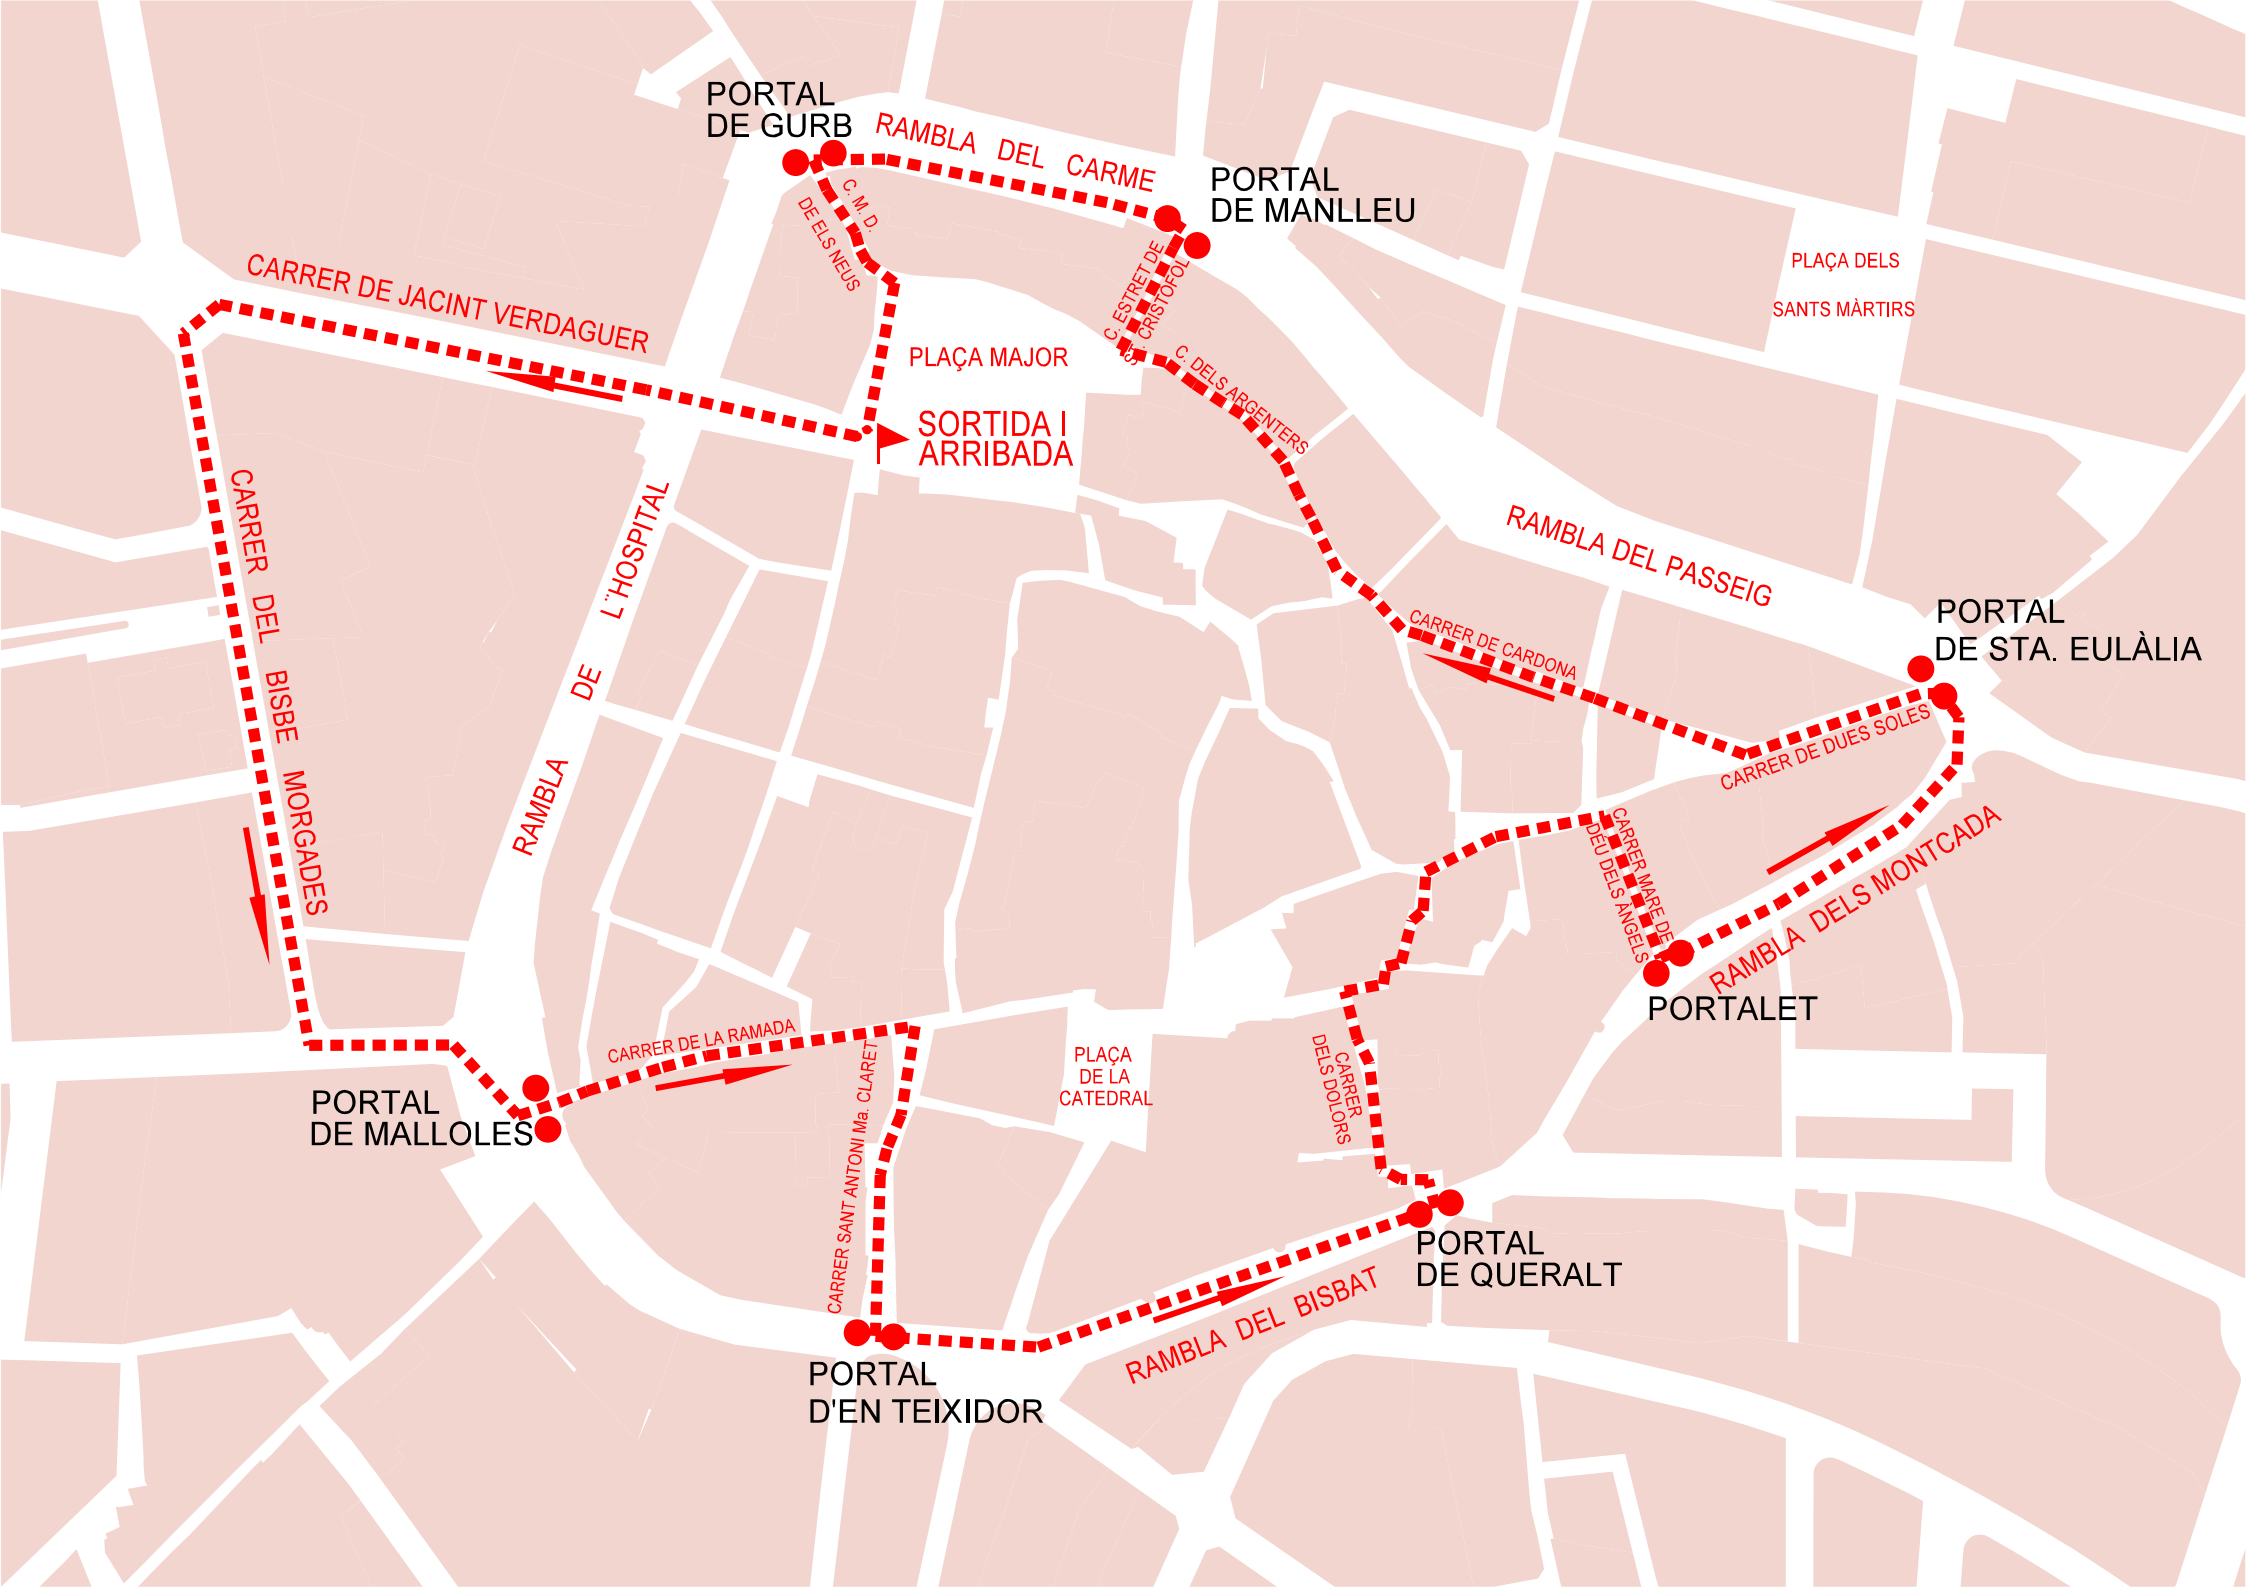 PORTAL
DE GURB
RAMBLA DEL CARME
PORTAL
DE MANLLEU
C. M. D.
DE ELS NEUS
C. ESTRET DE
ST. CRISTÒFOL
PLAÇA DELS
SANTS MÀRTIRS
CARRER DE JACINT VERDAGUER
PLAÇA MAJOR
C. DELS ARGENTERS
SORTIDA I
ARRIBADA
CARRER DEL BISBE MORGADES
RAMBLA DE L¨HOSPITAL
RAMBLA DEL PASSEIG
PORTAL
DE STA. EULÀLIA
CARRER DE CARDONA
CARRER DE DUES SOLES
CARRER MARE DE
DÉU DELS ÀNGELS
RAMBLA DELS MONTCADA
PORTALET
CARRER DE LA RAMADA
PLAÇA
DE LA
CATEDRAL
CARRER
DELS DOLORS
PORTAL
DE MALLOLES
CARRER SANT ANTONI Ma. CLARET
PORTAL
DE QUERALT
RAMBLA DEL BISBAT
PORTAL
D'EN TEIXIDOR